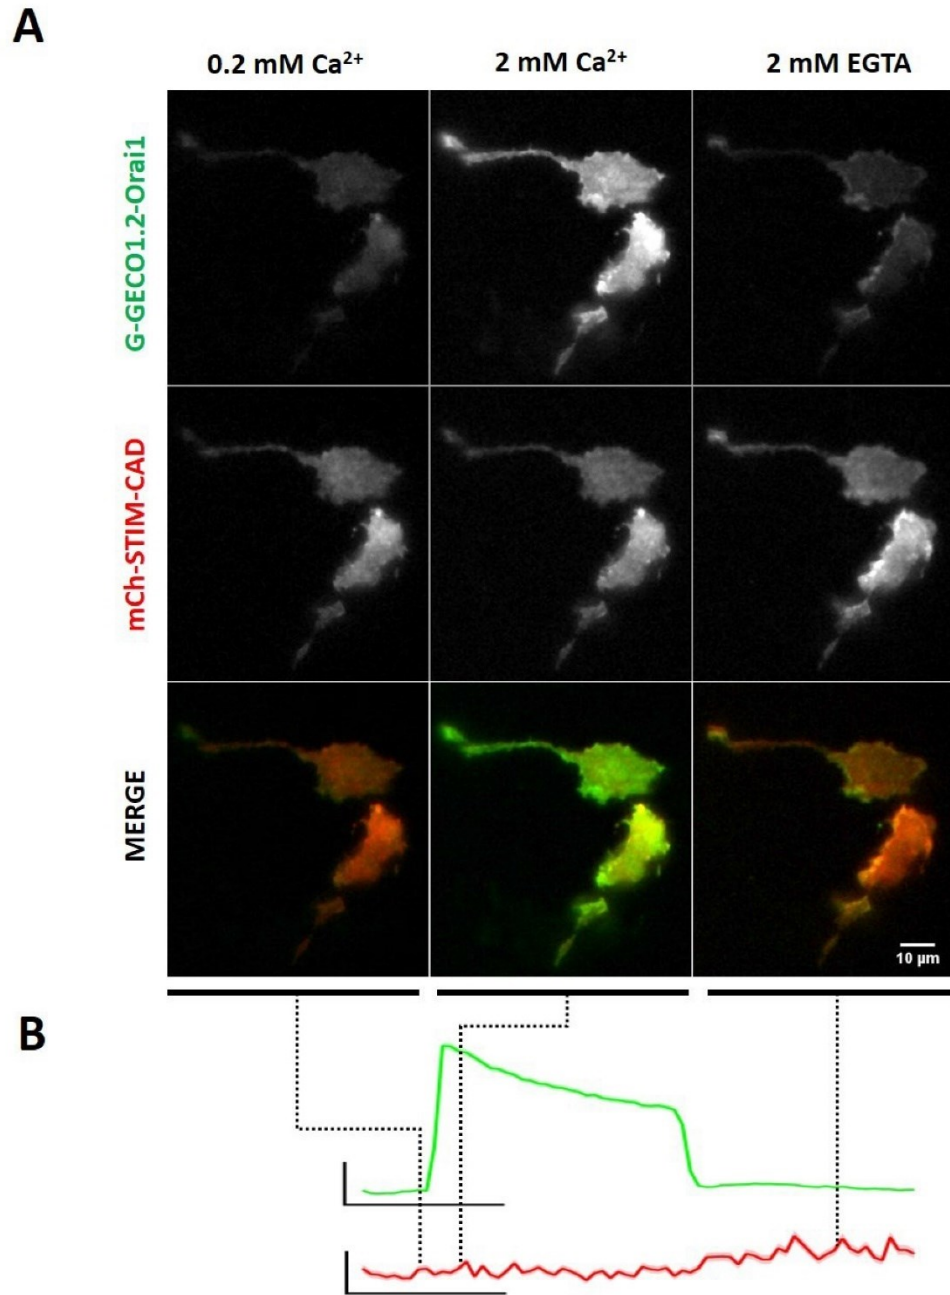 A
0.2 mM Ca²⁺
2 mM Ca²⁺
2 mM EGTA
G-GECO1.2-Orai1
mCh-STIM-CAD
MERGE
10 µm
B